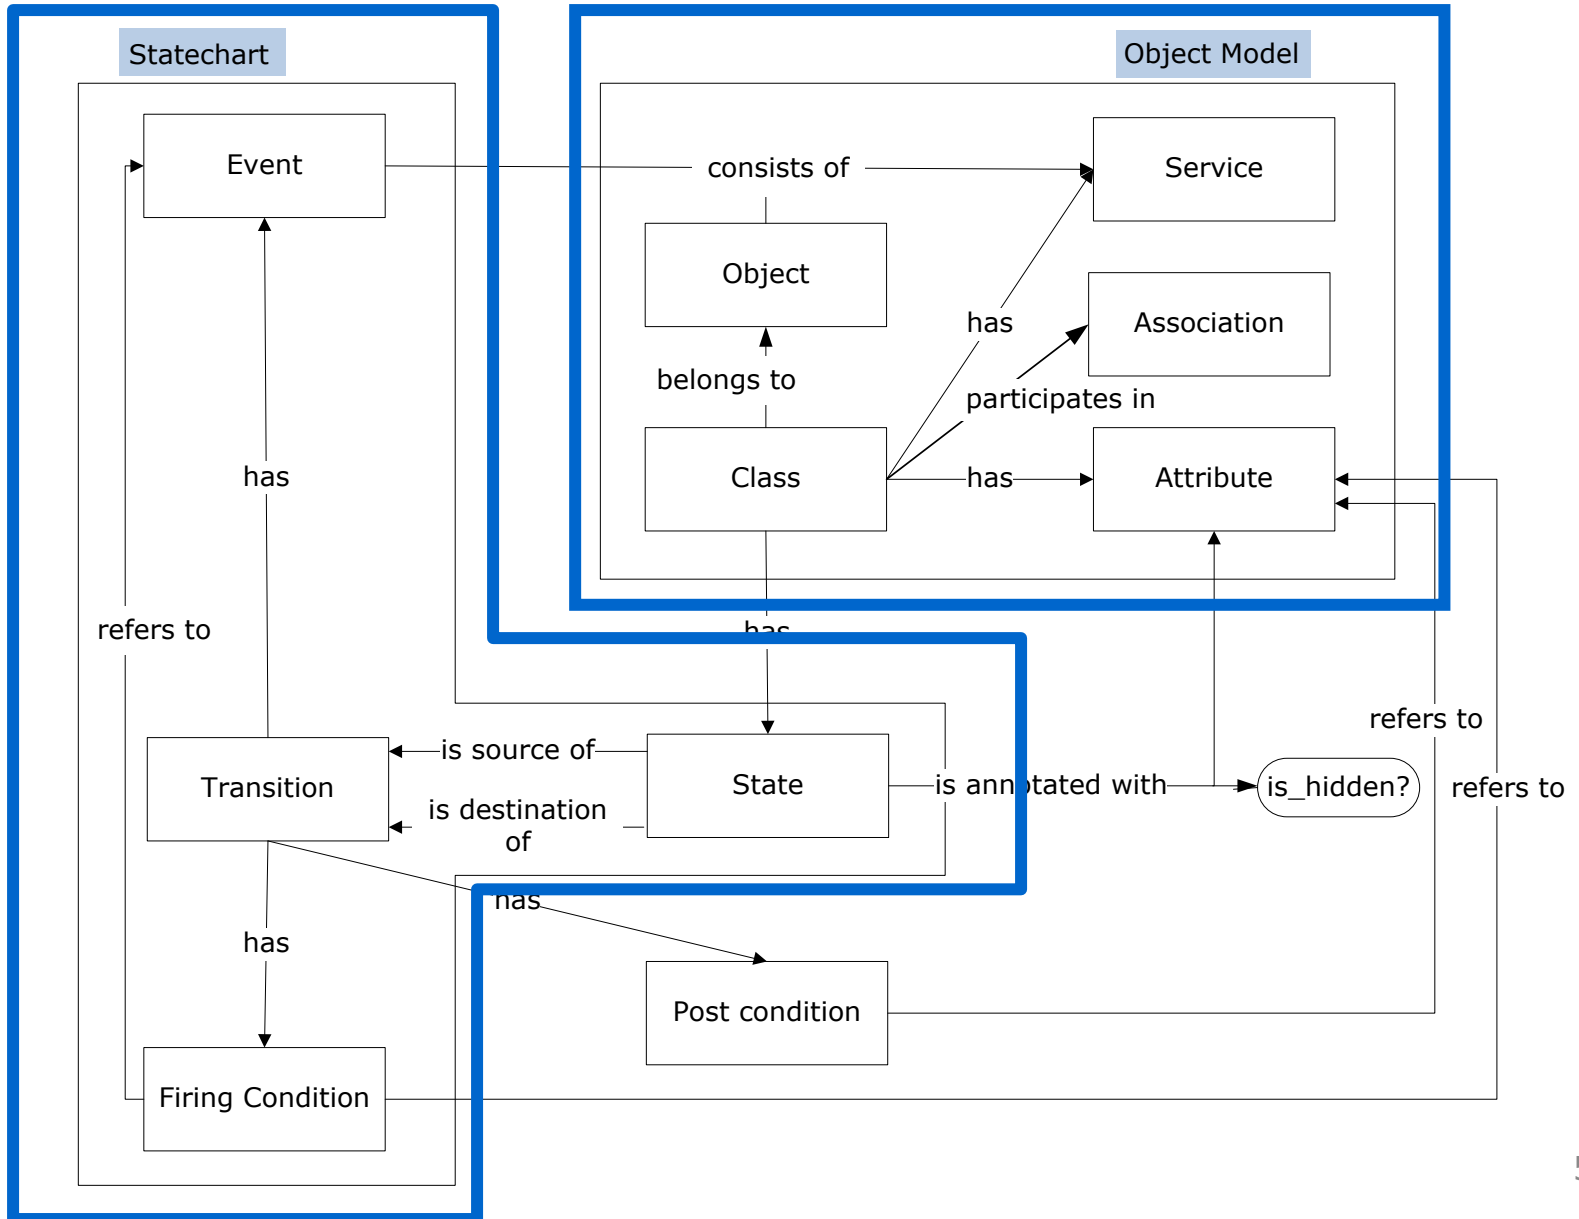 Statechart
Object Model
Event
consists of
Service
Object
has
Association
belongs to
participates in
has
Class
has
Attribute
refers to
has
refers to
is source of
Transition
State
is annotated with
is_hidden?
refers to
is destination
of
has
has
Post condition
Firing Condition